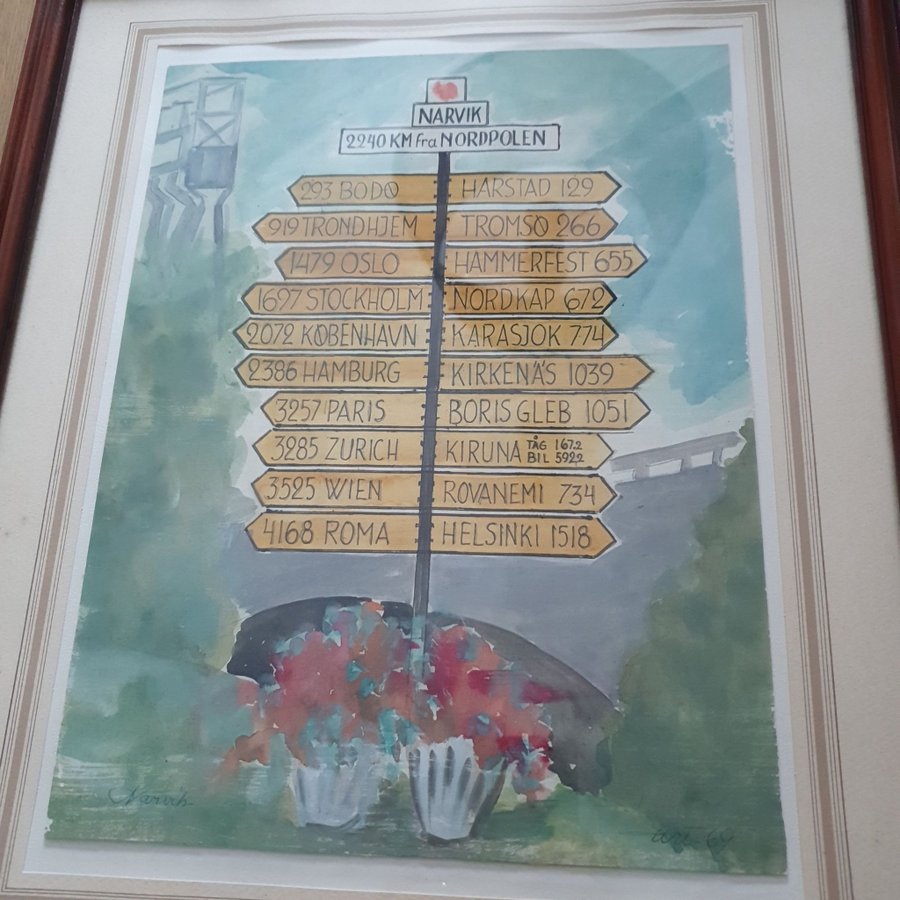 NARVIK
2240 KM fra NORDPOLEN
293 BODØ HARSTAD 129
919 TRONDHJEM TROMSØ 266
1479 OSLO HAMMERFEST 655
1697 STOCKHOLM NORDKAP 672
2072 KØBENHAVN KARASJOK 774
2386 HAMBURG KIRKENÄS 1039
3257 PARIS BORIS GLEB 1051
3285 ZURICH KIRUNA TÅG 167.2
BIL 592.2
3525 WIEN ROVANEMI 734
4168 ROMA HELSINKI 1518
Narvik